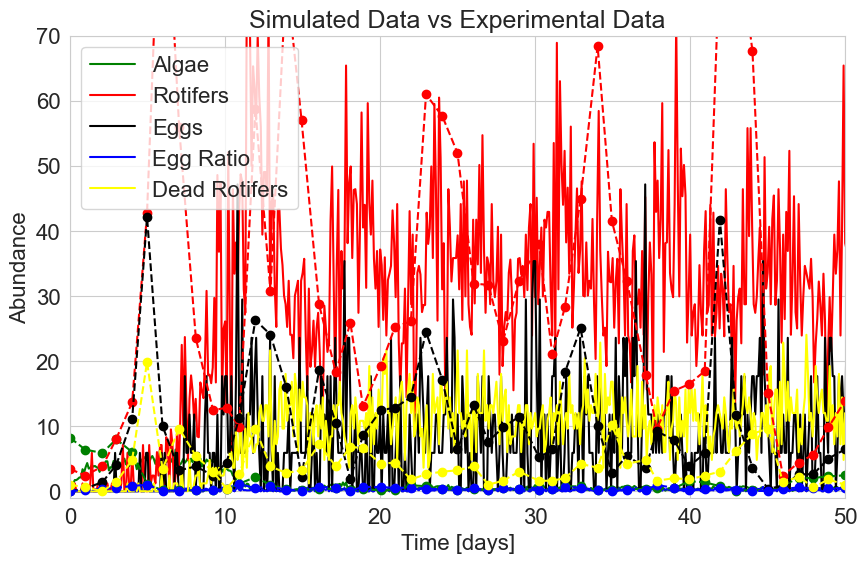 Simulated Data vs Experimental Data
Abundance
70
60
50
40
30
20
10
0
Algae
Rotifers
Eggs
Egg Ratio
Dead Rotifers
0 10 20 30 40 50
Time [days]